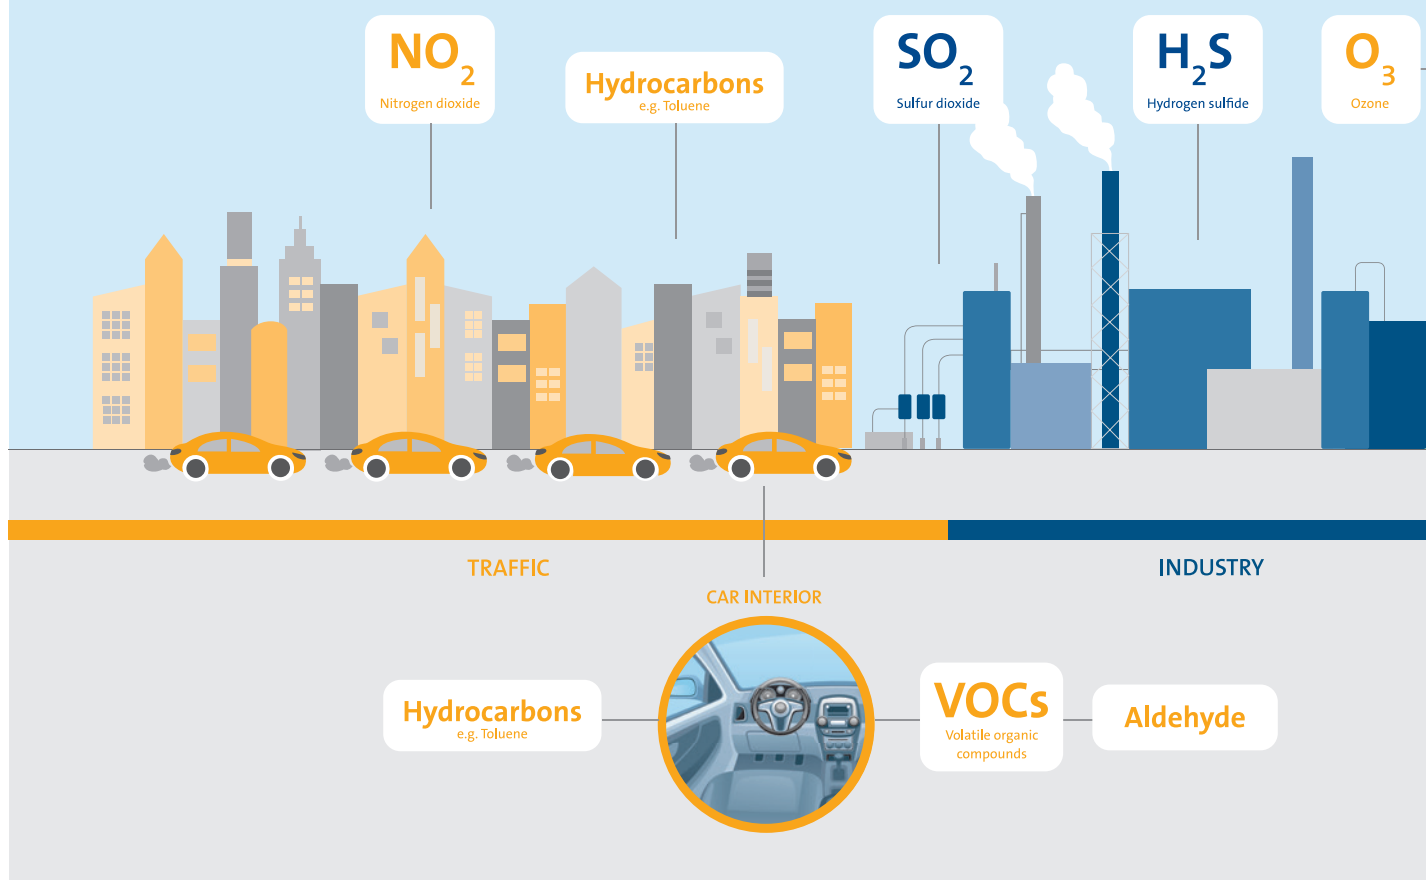 NO2
Nitrogen dioxide
Hydrocarbons
e.g. Toluene
SO2
Sulfur dioxide
H2S
Hydrogen sulfide
O3
Ozone
TRAFFIC
INDUSTRY
CAR INTERIOR
Hydrocarbons
e.g. Toluene
VOCs
Volatile organic
compounds
Aldehyde